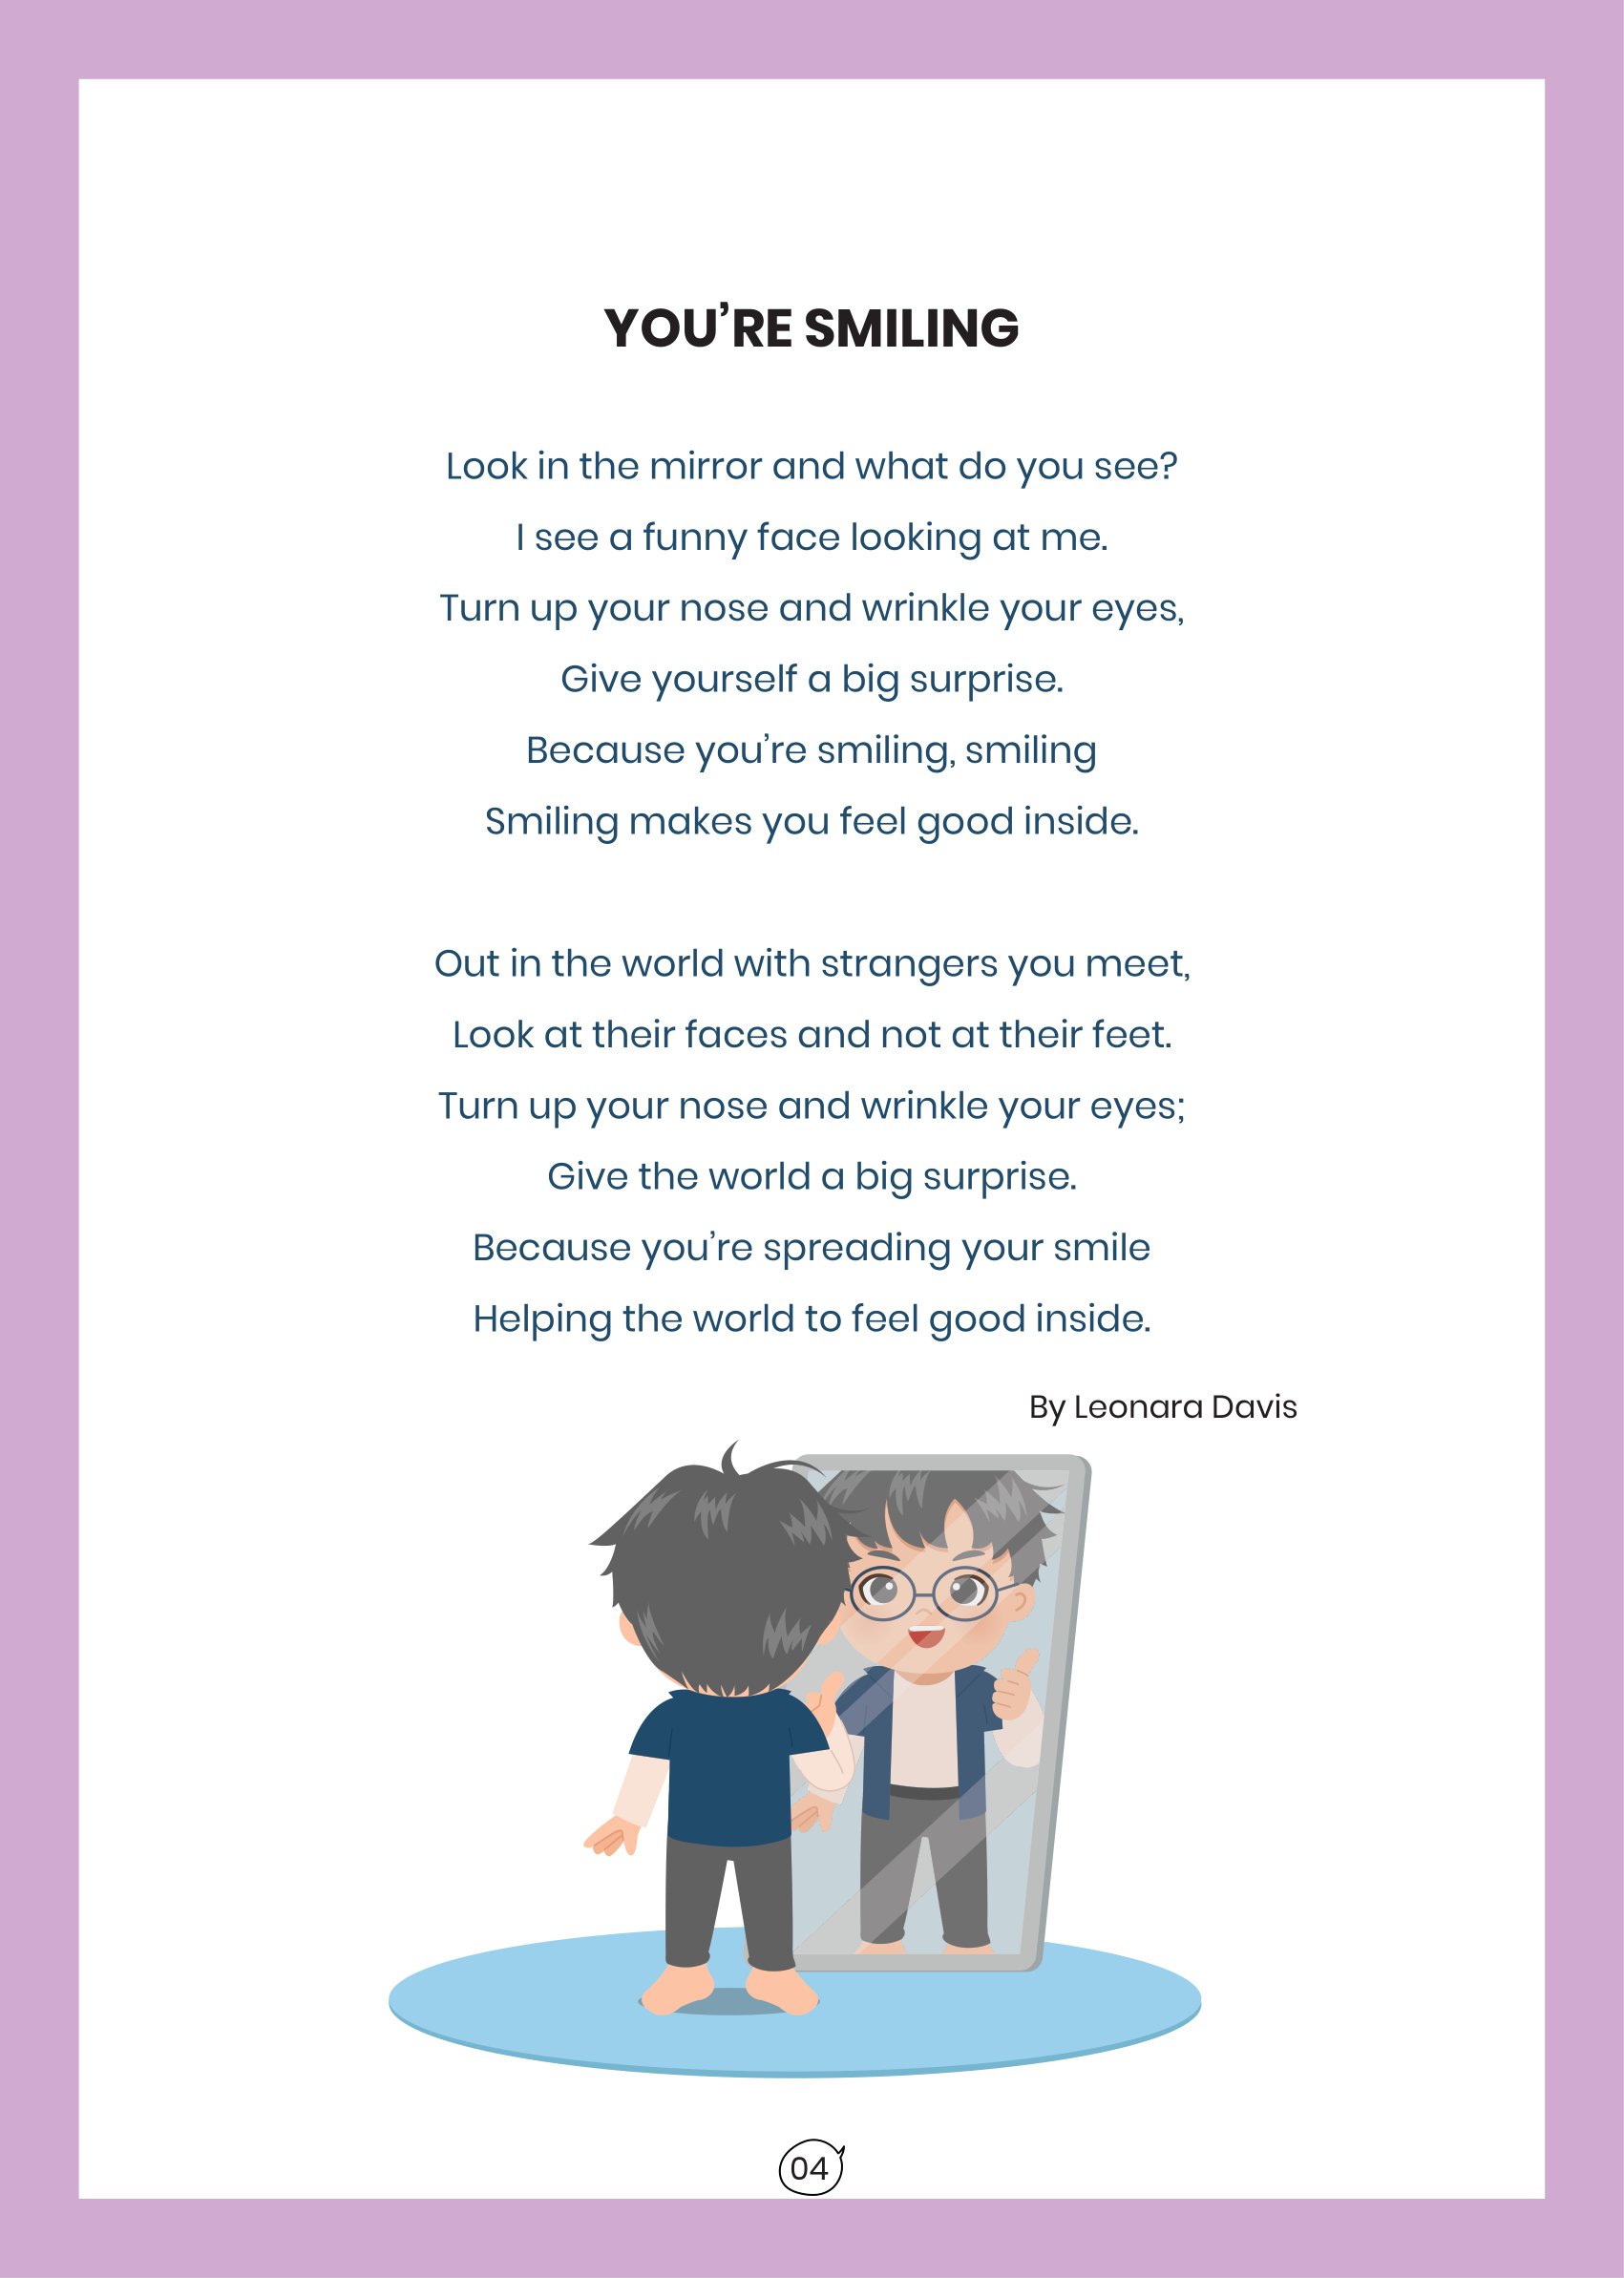 YOU’RE SMILING
Look in the mirror and what do you see?
I see a funny face looking at me.
Turn up your nose and wrinkle your eyes,
Give yourself a big surprise.
Because you’re smiling, smiling
Smiling makes you feel good inside.
Out in the world with strangers you meet,
Look at their faces and not at their feet.
Turn up your nose and wrinkle your eyes;
Give the world a big surprise.
Because you’re spreading your smile
Helping the world to feel good inside.
By Leonara Davis
04